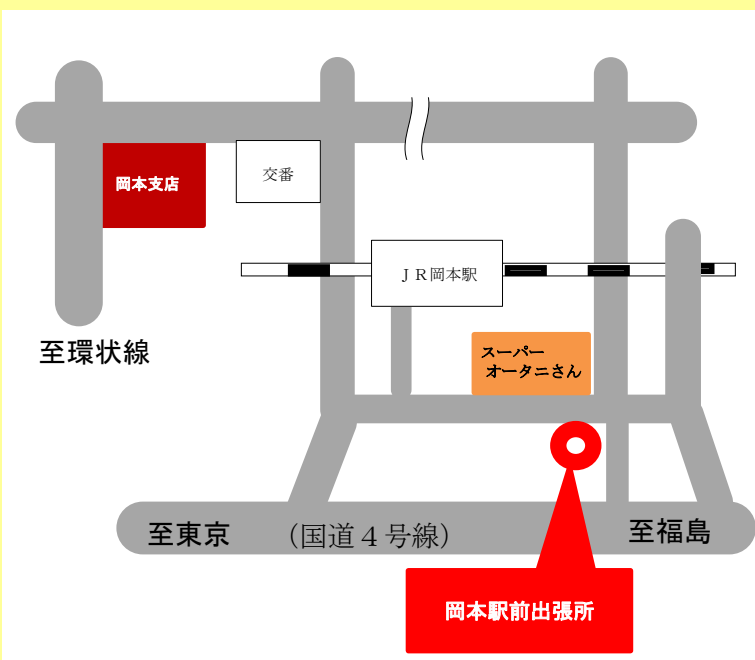 岡本支店
交番
ＪＲ岡本駅
至環状線
スーパー
オータニさん
至東京
（国道４号線）
至福島
岡本駅前出張所